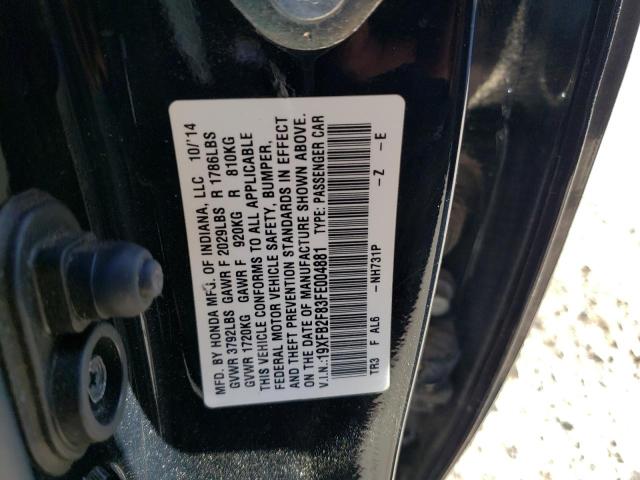 MFD. BY HONDA MFG. OF INDIANA, LLC 10/'14
GVWR 3792LBS GAWR F 2029LBS R 1786LBS
GVWR 1720KG GAWR F 920KG R 810KG
THIS VEHICLE CONFORMS TO ALL APPLICABLE
FEDERAL MOTOR VEHICLE SAFETY, BUMPER,
AND THEFT PREVENTION STANDARDS IN EFFECT
ON THE DATE OF MANUFACTURE SHOWN ABOVE.
V.I.N.:19XFB2F83FE004881 TYPE: PASSENGER CAR
TR3 F AL6 -NH731P -Z -E